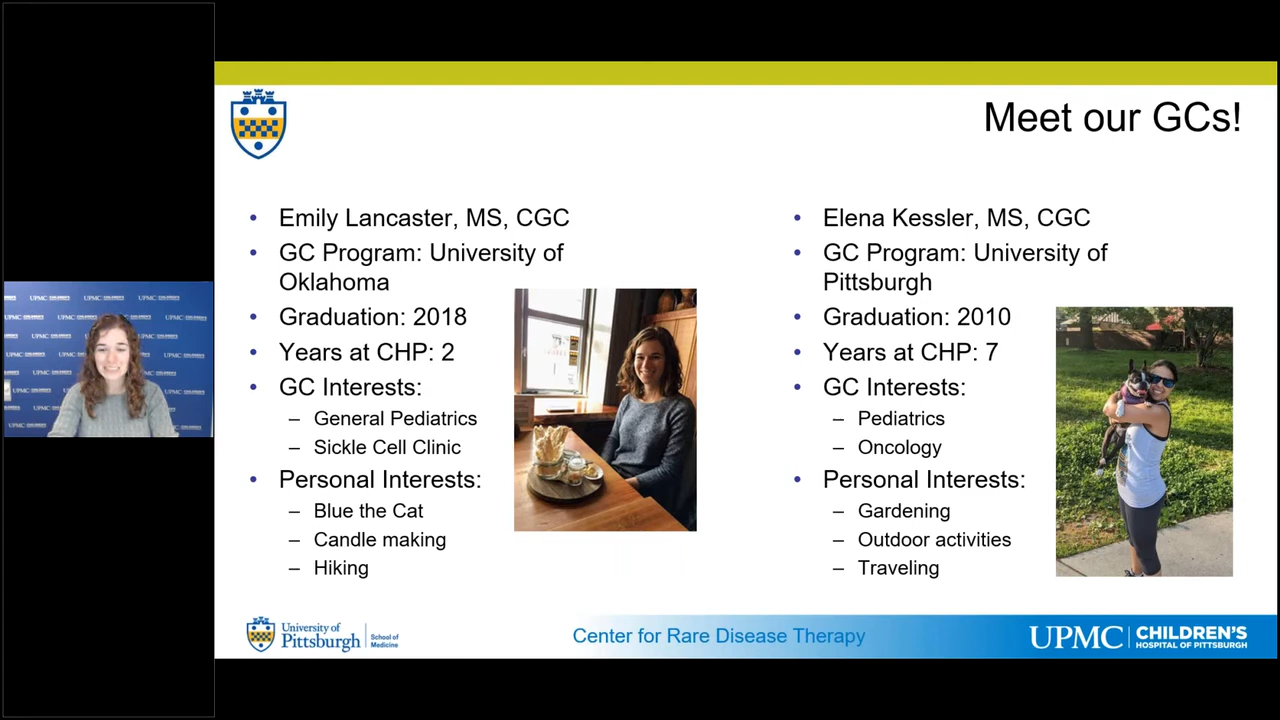 Meet our GCs!
• Emily Lancaster, MS, CGC
• GC Program: University of
Oklahoma
• Graduation: 2018
• Years at CHP: 2
• GC Interests:
– General Pediatrics
– Sickle Cell Clinic
• Personal Interests:
– Blue the Cat
– Candle making
– Hiking
• Elena Kessler, MS, CGC
• GC Program: University of
Pittsburgh
• Graduation: 2010
• Years at CHP: 7
• GC Interests:
– Pediatrics
– Oncology
• Personal Interests:
– Gardening
– Outdoor activities
– Traveling
University of
Pittsburgh
School of
Medicine
Center for Rare Disease Therapy
UPMC
CHILDREN'S
HOSPITAL OF PITTSBURGH